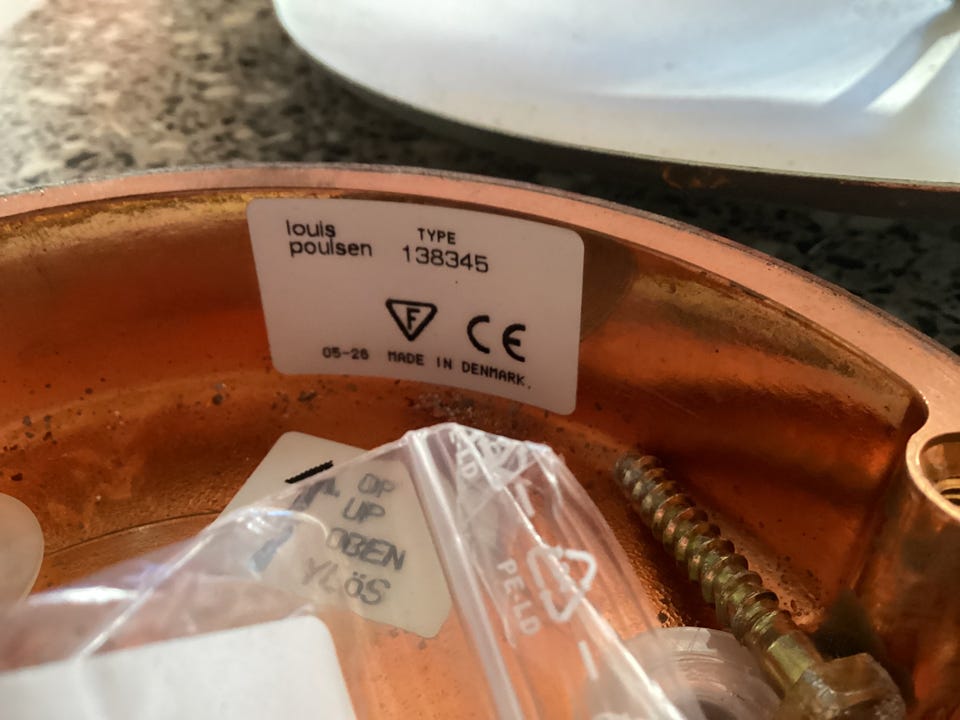 louis
poulsen
TYPE
138345
F
CE
05-26 MADE IN DENMARK.
OP
UP
OBEN
YLÖS
PE-LD